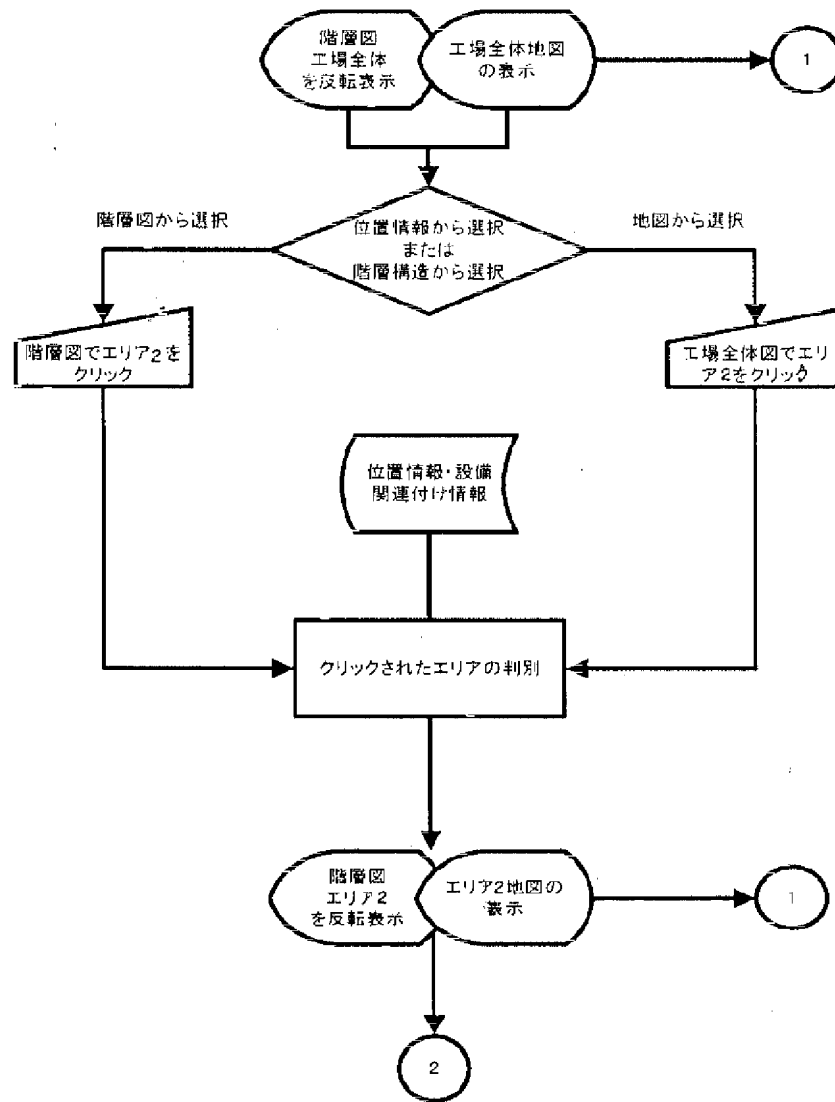 階層図
工場全体
を反転表示
工場全体地図
の表示
1
階層図から選択
位置情報から選択
または
階層構造から選択
地図から選択
階層図でエリア2を
クリック
工場全体図でエリ
ア2をクリック
位置情報・設備
関連付け情報
クリックされたエリアの判別
階層図
エリア2
を反転表示
エリア2地図の
表示
1
2